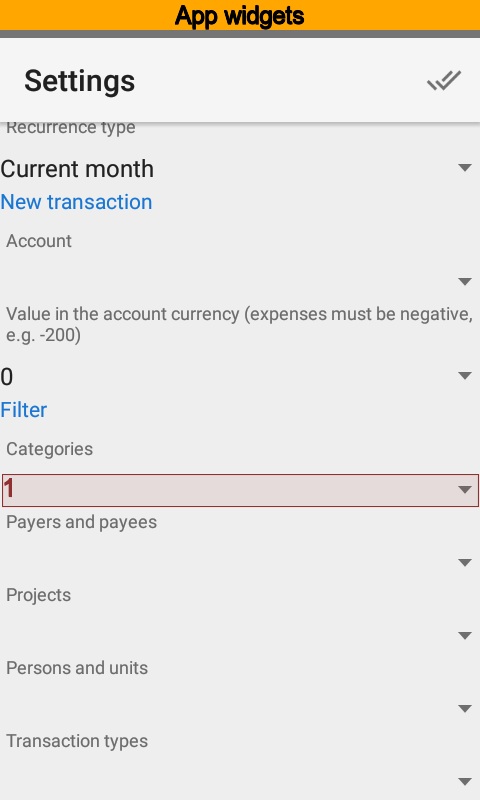 App widgets
Settings
Recurrence type
Current month
New transaction
Account
Value in the account currency (expenses must be negative,
e.g. -200)
0
Filter
Categories
1
Payers and payees
Projects
Persons and units
Transaction types